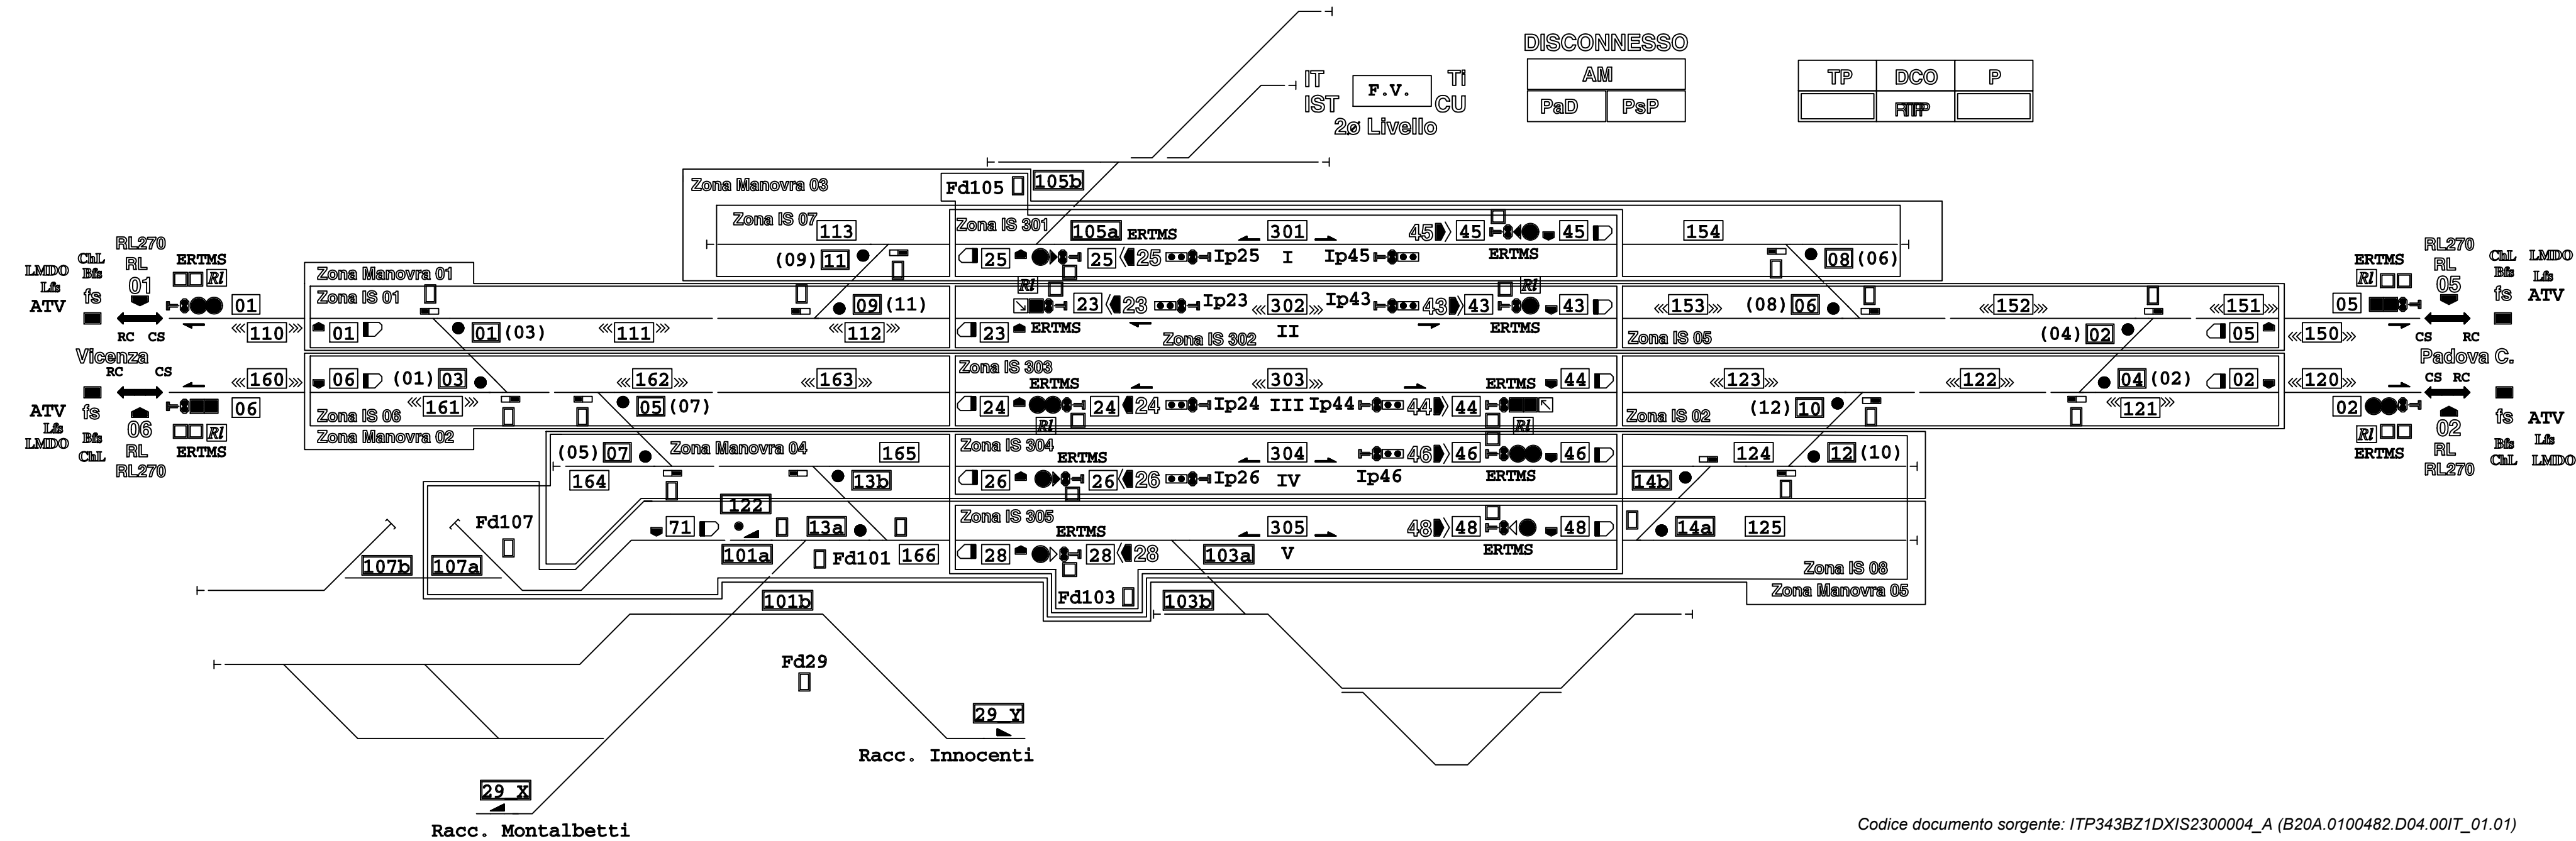 DISCONNESSO
IT F.V. Ti
IST CU
2ø Livello
AM
PaD PsP
TP DCO P
Zona Manovra 03
Fd105 105b
Zona IS 07 113
Zona IS 301 105a ERTMS 301 45 45 45 154
(09) 11 25 25 25 Ip25 I Ip45 ERTMS 08 (06)
RL270
ChL RL ERTMS
LMDO Bfs
Lfs 01 Rl
ATV fs 01
RC CS
Zona Manovra 01
Zona IS 01
110 01 01 (03) 111 112 09 (11)
Rl 23 23 Ip23 302 Ip43 43 43 Rl 43
23 ERTMS II ERTMS
Zona IS 302
153 (08) 06 152 151
Zona IS 05 (04) 02 05
RL270
ERTMS RL ChL LMDO
Rl 05 Bfs Lfs
05 fs ATV
150 CS RC
Vicenza
Padova C.
RC CS
160 06 (01) 03 162 163
161 05 (07)
ATV fs 06
Lfs 06 Rl
LMDO Bfs
ChL RL ERTMS
RL270
Zona IS 06
Zona Manovra 02
Zona IS 303
ERTMS 303 ERTMS 44
24 24 24 Ip24 III Ip44 44 44
Rl Rl
123 122 04 (02) 02 120
Zona IS 02 (12) 10 121
CS RC
02 fs ATV
Rl 02 Bfs Lfs
ERTMS RL ChL LMDO
RL270
(05) 07 Zona Manovra 04 165
164 13b
Zona IS 304
ERTMS 304 46 46 46
26 26 26 Ip26 IV Ip46 ERTMS
124 12 (10)
14b
122
Fd107 71 13a
107b 107a 101a Fd101 166
Zona IS 305
ERTMS 305 48 48 48
28 28 28 103a V ERTMS
14a 125
Zona IS 08
Zona Manovra 05
101b Fd103 103b
Fd29
29 Y
Racc. Innocenti
29 X
Racc. Montalbetti
Codice documento sorgente: ITP343BZ1DXIS2300004_A (B20A.0100482.D04.00IT_01.01)